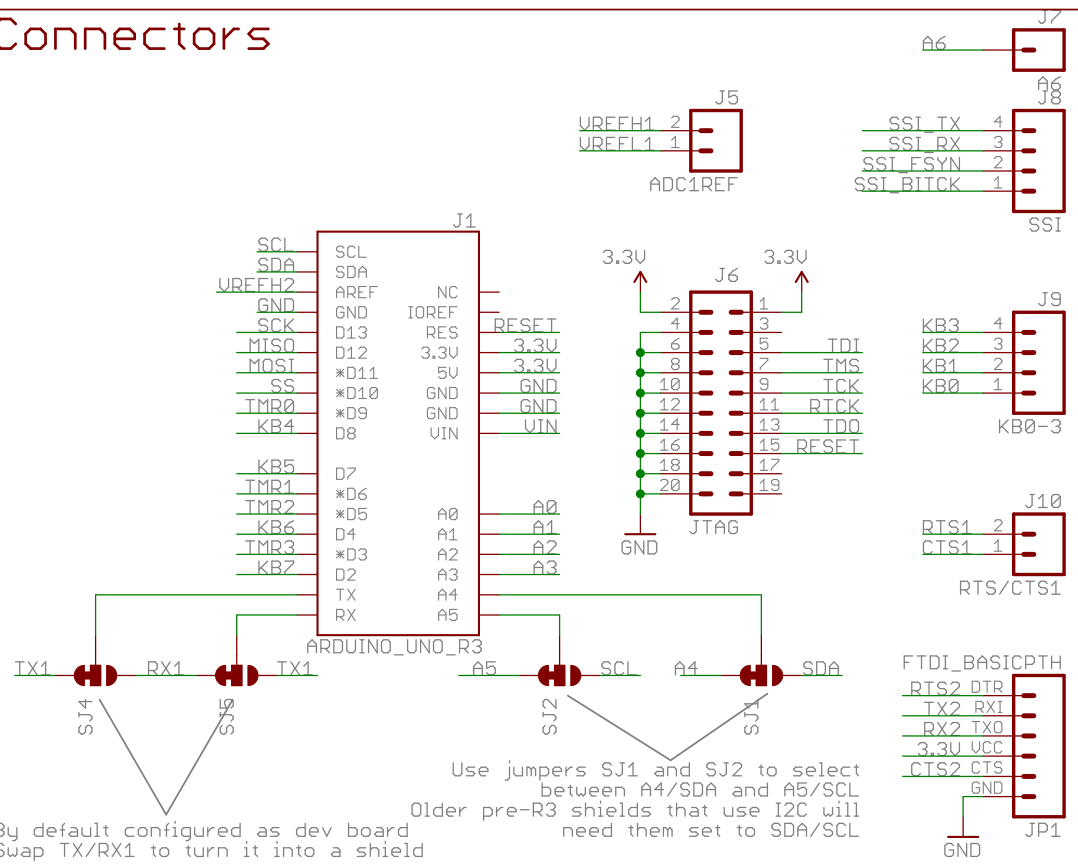 Connectors
J7
A6
A6
J8
SSI_TX 4
SSI_RX 3
SSI_FSYN 2
SSI_BITCK 1
SSI
J5
VREFH1 2
VREFL1 1
ADC1REF
J1
SCL SCL
SDA SDA
VREFH2 AREF NC
GND GND IOREF
SCK D13 RES RESET
MISO D12 3.3V 3.3V
MOSI *D11 5V 3.3V
SS *D10 GND GND
TMR0 *D9 GND GND
KB4 D8 VIN VIN
KB5 D7
TMR1 *D6
TMR2 *D5 A0 A0
KB6 D4 A1 A1
TMR3 *D3 A2 A2
KB7 D2 A3 A3
TX A4
RX A5
ARDUINO_UNO_R3
3.3V 3.3V
J6
2 1
4 3
6 5 TDI
8 7 TMS
10 9 TCK
12 11 RTCK
14 13 TDO
16 15 RESET
18 17
20 19
JTAG
GND
J9
KB3 4
KB2 3
KB1 2
KB0 1
KB0-3
J10
RTS1 2
CTS1 1
RTS/CTS1
TX1 RX1 TX1
SJ4 SJ5
A5 SCL A4 SDA
SJ2 SJ1
By default configured as dev board
Swap TX/RX1 to turn it into a shield
Use jumpers SJ1 and SJ2 to select
between A4/SDA and A5/SCL
Older pre-R3 shields that use I2C will
need them set to SDA/SCL
FTDI_BASICPTH
RTS2 DTR
TX2 RXI
RX2 TXO
3.3V VCC
CTS2 CTS
GND
JP1
GND